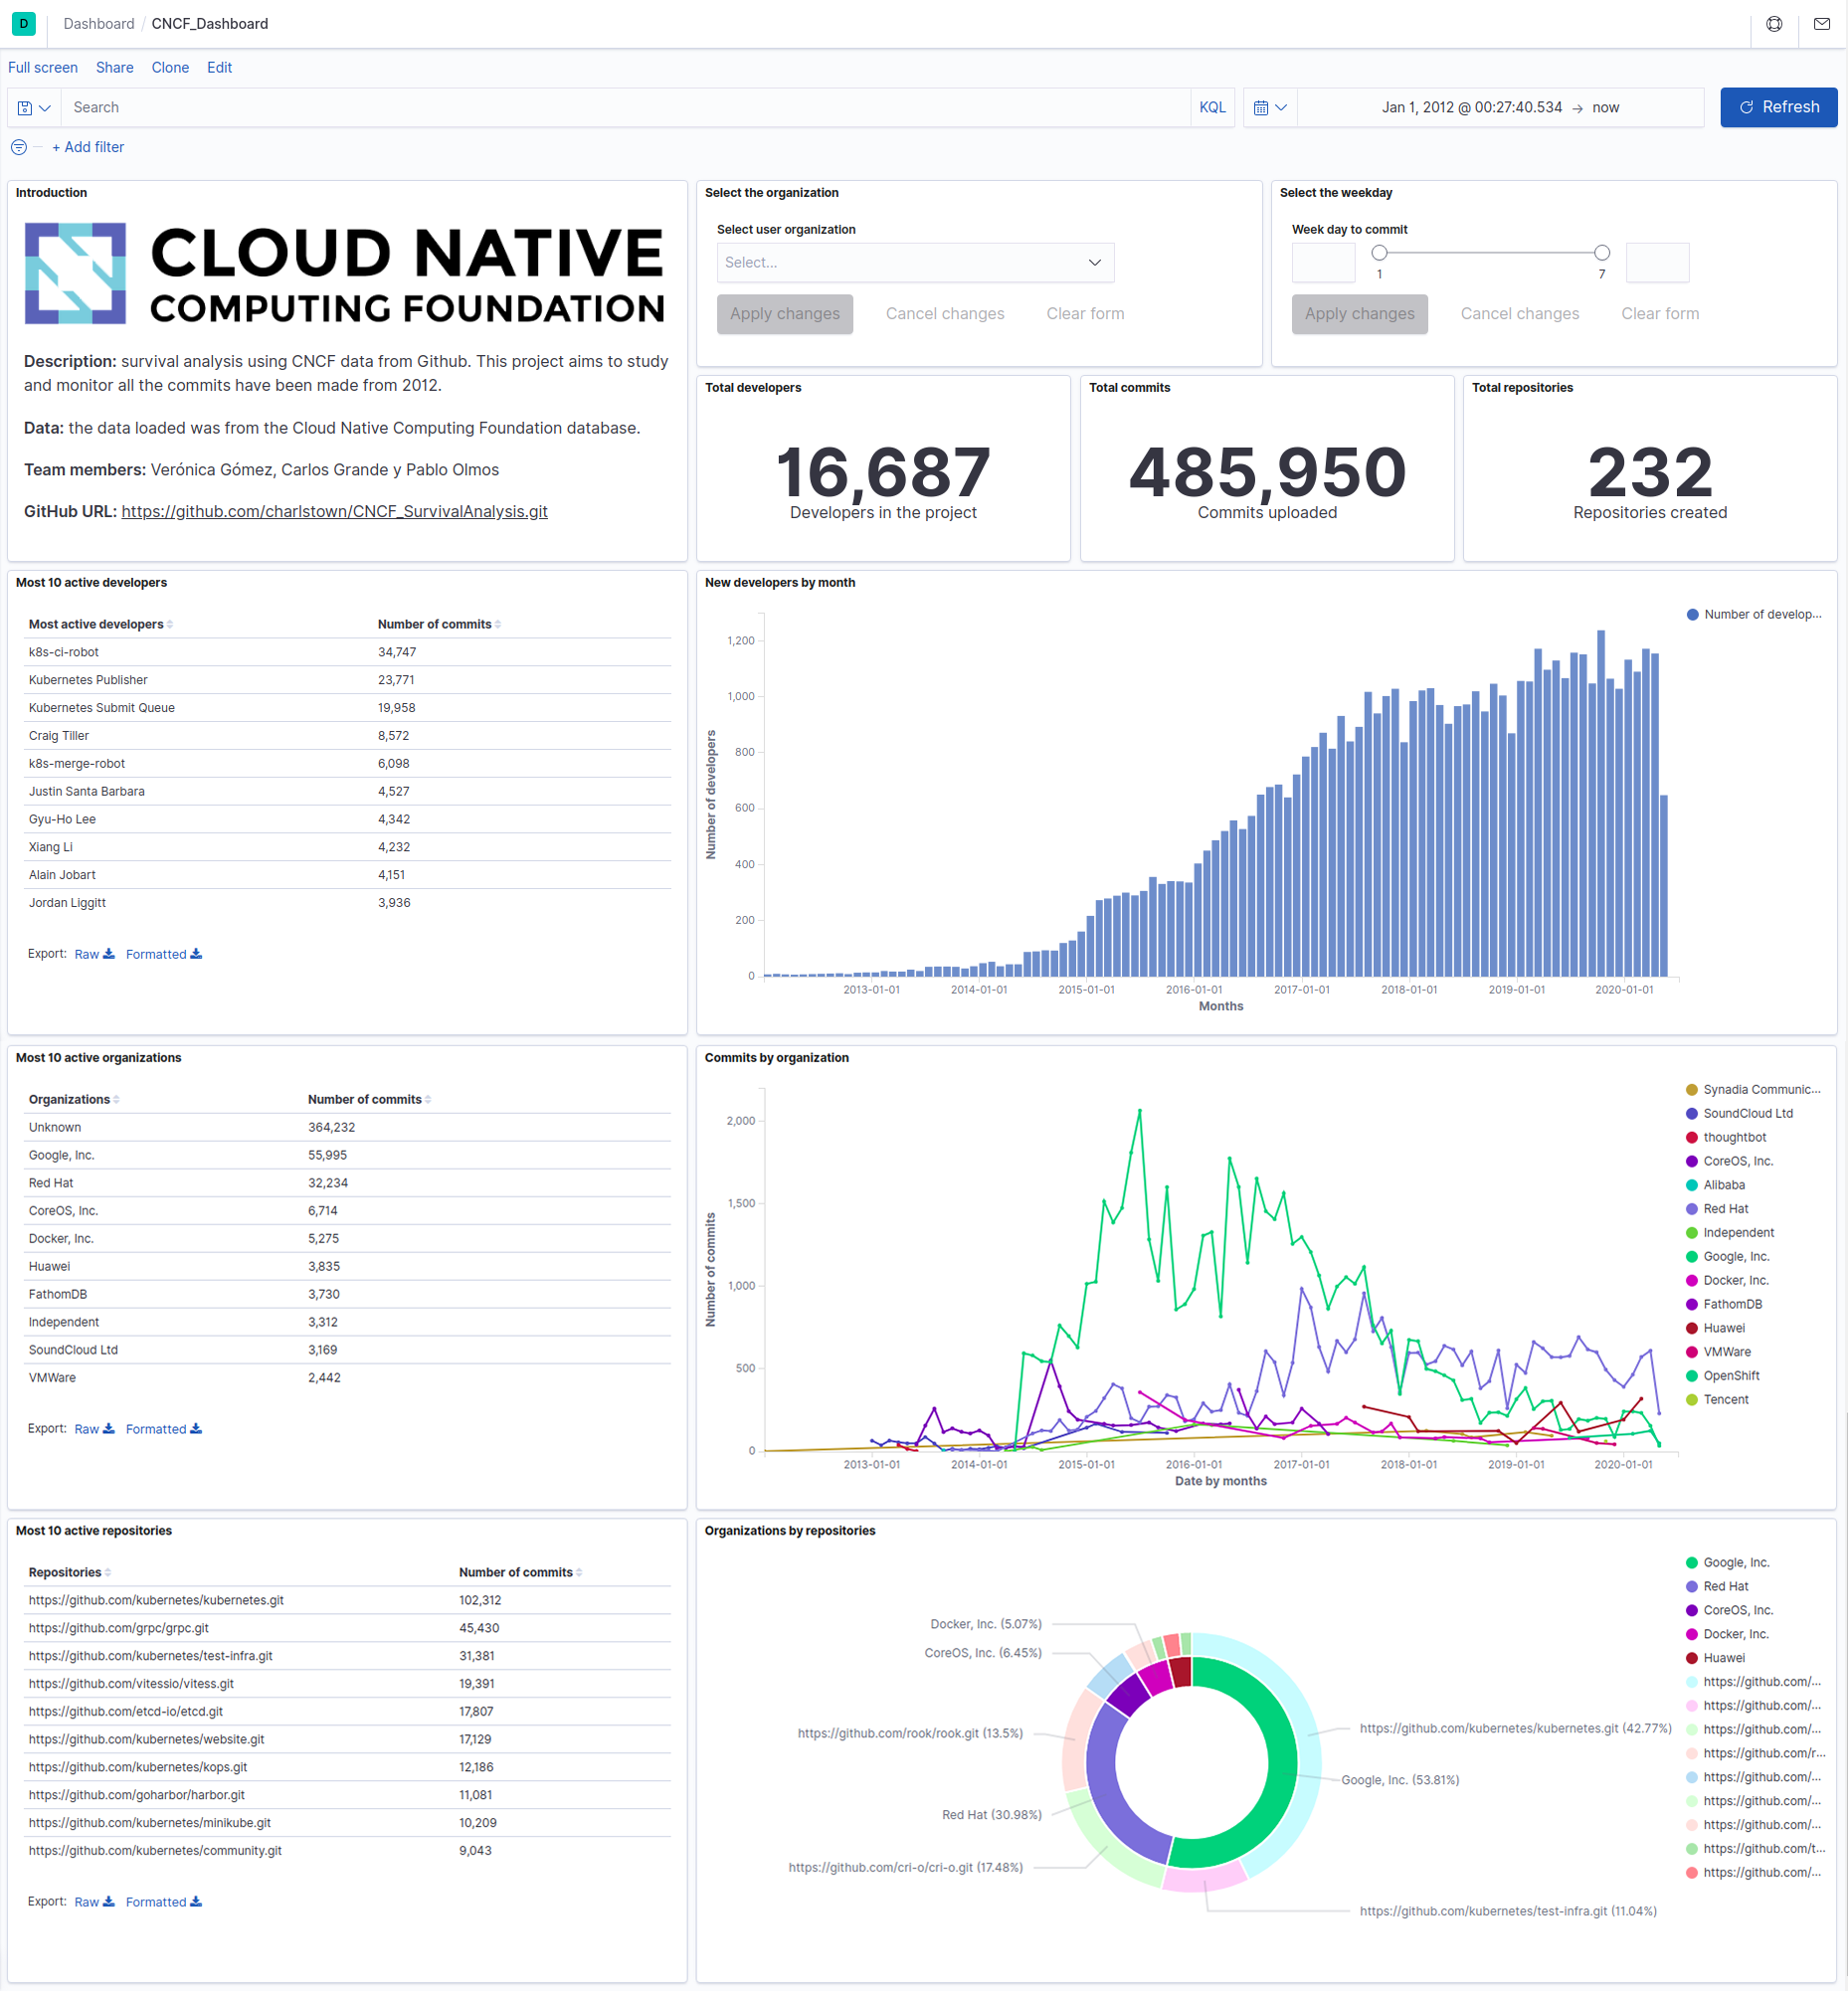 D
Dashboard / CNCF_Dashboard
Full screen Share Clone Edit
Search KQL Jan 1, 2012 @ 00:27:40.534 → now Refresh
+ Add filter
Introduction
CLOUD NATIVE
COMPUTING FOUNDATION
Description: survival analysis using CNCF data from Github. This project aims to study
and monitor all the commits have been made from 2012.
Data: the data loaded was from the Cloud Native Computing Foundation database.
Team members: Verónica Gómez, Carlos Grande y Pablo Olmos
GitHub URL: https://github.com/charlstown/CNCF_SurvivalAnalysis.git
Select the organization
Select user organization
Select...
Apply changes Cancel changes Clear form
Select the weekday
Week day to commit
1 7
Apply changes Cancel changes Clear form
Total developers
16,687
Developers in the project
Total commits
485,950
Commits uploaded
Total repositories
232
Repositories created
Most 10 active developers
Most active developers Number of commits
k8s-ci-robot 34,747
Kubernetes Publisher 23,771
Kubernetes Submit Queue 19,958
Craig Tiller 8,572
k8s-merge-robot 6,098
Justin Santa Barbara 4,527
Gyu-Ho Lee 4,342
Xiang Li 4,232
Alain Jobart 4,151
Jordan Liggitt 3,936
Export: Raw Formatted
New developers by month
Number of develop...
Number of developers
1,200
1,000
800
600
400
200
0
2013-01-01 2014-01-01 2015-01-01 2016-01-01 2017-01-01 2018-01-01 2019-01-01 2020-01-01
Months
Most 10 active organizations
Organizations Number of commits
Unknown 364,232
Google, Inc. 55,995
Red Hat 32,234
CoreOS, Inc. 6,714
Docker, Inc. 5,275
Huawei 3,835
FathomDB 3,730
Independent 3,312
SoundCloud Ltd 3,169
VMWare 2,442
Export: Raw Formatted
Commits by organization
Number of commits
2,000
1,500
1,000
500
0
2013-01-01 2014-01-01 2015-01-01 2016-01-01 2017-01-01 2018-01-01 2019-01-01 2020-01-01
Date by months
Synadia Communic...
SoundCloud Ltd
thoughtbot
CoreOS, Inc.
Alibaba
Red Hat
Independent
Google, Inc.
Docker, Inc.
FathomDB
Huawei
VMWare
OpenShift
Tencent
Most 10 active repositories
Repositories Number of commits
https://github.com/kubernetes/kubernetes.git 102,312
https://github.com/grpc/grpc.git 45,430
https://github.com/kubernetes/test-infra.git 31,381
https://github.com/vitessio/vitess.git 19,391
https://github.com/etcd-io/etcd.git 17,807
https://github.com/kubernetes/website.git 17,129
https://github.com/kubernetes/kops.git 12,186
https://github.com/goharbor/harbor.git 11,081
https://github.com/kubernetes/minikube.git 10,209
https://github.com/kubernetes/community.git 9,043
Export: Raw Formatted
Organizations by repositories
Docker, Inc. (5.07%)
CoreOS, Inc. (6.45%)
https://github.com/rook/rook.git (13.5%)
Red Hat (30.98%)
https://github.com/cri-o/cri-o.git (17.48%)
https://github.com/kubernetes/kubernetes.git (42.77%)
Google, Inc. (53.81%)
https://github.com/kubernetes/test-infra.git (11.04%)
Google, Inc.
Red Hat
CoreOS, Inc.
Docker, Inc.
Huawei
https://github.com/...
https://github.com/...
https://github.com/...
https://github.com/r...
https://github.com/...
https://github.com/...
https://github.com/...
https://github.com/t...
https://github.com/...